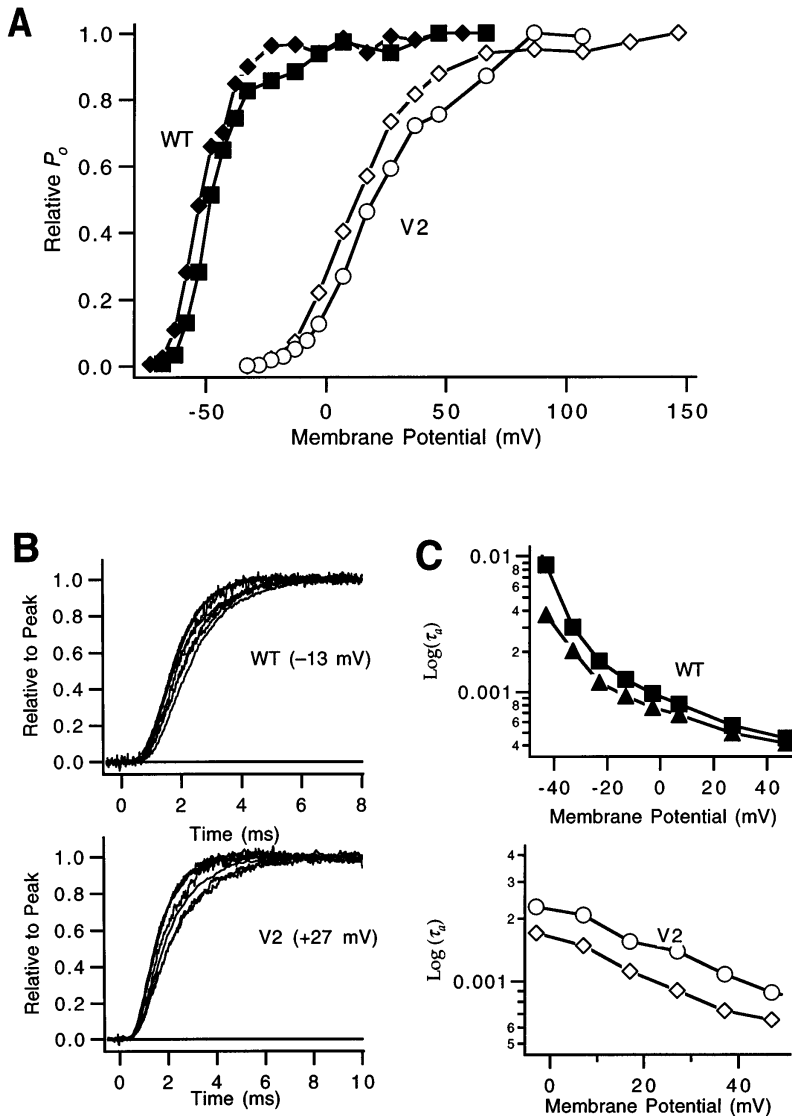 A
1.0
0.8
0.6
0.4
0.2
0.0
Relative Po
WT
V2
-50 0 50 100 150
Membrane Potential (mV)
B
1.0
0.8
0.6
0.4
0.2
0.0
Relative to Peak
WT (–13 mV)
0 2 4 6 8
Time (ms)
1.0
0.8
0.6
0.4
0.2
0.0
Relative to Peak
V2 (+27 mV)
0 2 4 6 8 10
Time (ms)
C
0.01
8
6
4
2
0.001
8
6
4
Log(τa)
WT
-40 -20 0 20 40
Membrane Potential (mV)
4
3
2
0.001
8
6
5
Log (τa)
V2
0 20 40
Membrane Potential (mV)